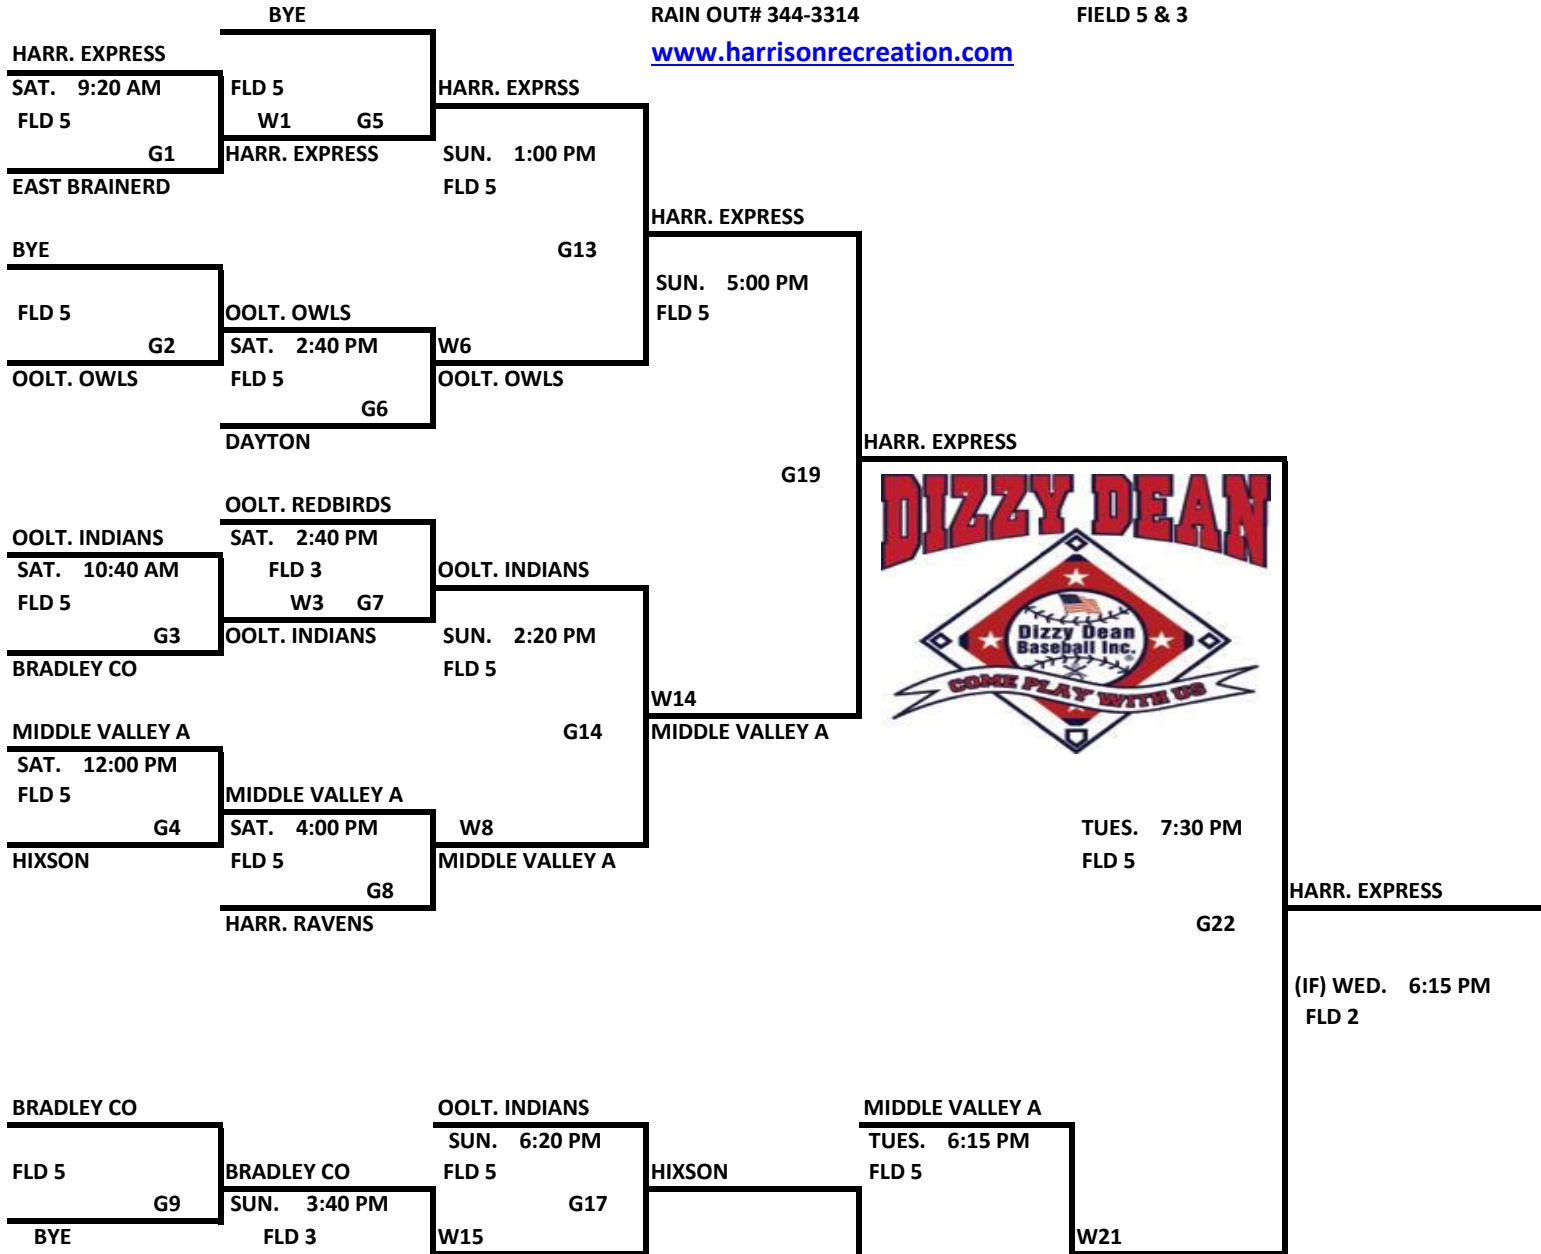 BYE RAIN OUT# 344-3314 FIELD 5 & 3
HARR. EXPRESS www.harrisonrecreation.com
SAT. 9:20 AM FLD 5 HARR. EXPRSS
FLD 5 W1 G5
G1 HARR. EXPRESS SUN. 1:00 PM
EAST BRAINERD FLD 5
HARR. EXPRESS
BYE G13
SUN. 5:00 PM
FLD 5 OOLT. OWLS FLD 5
G2 SAT. 2:40 PM W6
OOLT. OWLS FLD 5 OOLT. OWLS
G6
DAYTON HARR. EXPRESS
G19
OOLT. REDBIRDS
OOLT. INDIANS SAT. 2:40 PM
SAT. 10:40 AM FLD 3 OOLT. INDIANS
FLD 5 W3 G7
G3 OOLT. INDIANS SUN. 2:20 PM
BRADLEY CO FLD 5
DIZZY DEAN
Dizzy Dean
Baseball Inc.
®
COME PLAY WITH US
W14
MIDDLE VALLEY A G14 MIDDLE VALLEY A
SAT. 12:00 PM
FLD 5 MIDDLE VALLEY A
G4 SAT. 4:00 PM W8 TUES. 7:30 PM
HIXSON FLD 5 MIDDLE VALLEY A FLD 5
G8 HARR. EXPRESS
HARR. RAVENS G22
(IF) WED. 6:15 PM
FLD 2
BRADLEY CO OOLT. INDIANS MIDDLE VALLEY A
SUN. 6:20 PM TUES. 6:15 PM
FLD 5 BRADLEY CO FLD 5 HIXSON FLD 5
G9 SUN. 3:40 PM G17
BYE FLD 3 W15 W21